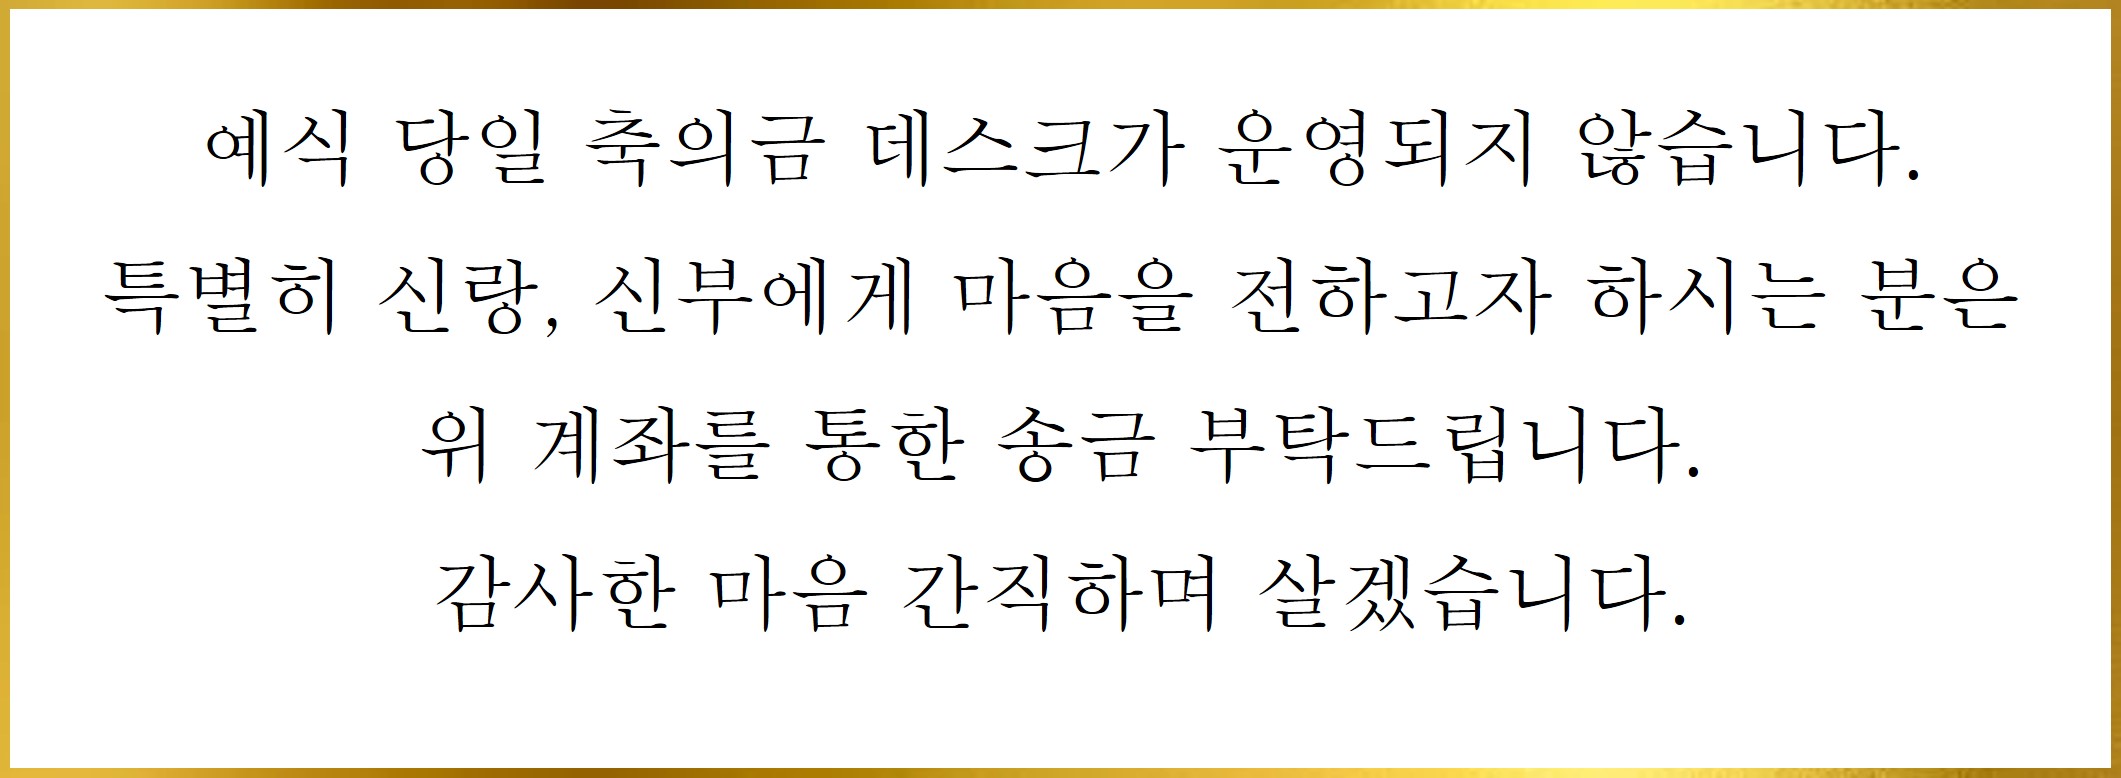 예식 당일 축의금 데스크가 운영되지 않습니다.
특별히 신랑, 신부에게 마음을 전하고자 하시는 분은
위 계좌를 통한 송금 부탁드립니다.
감사한 마음 간직하며 살겠습니다.